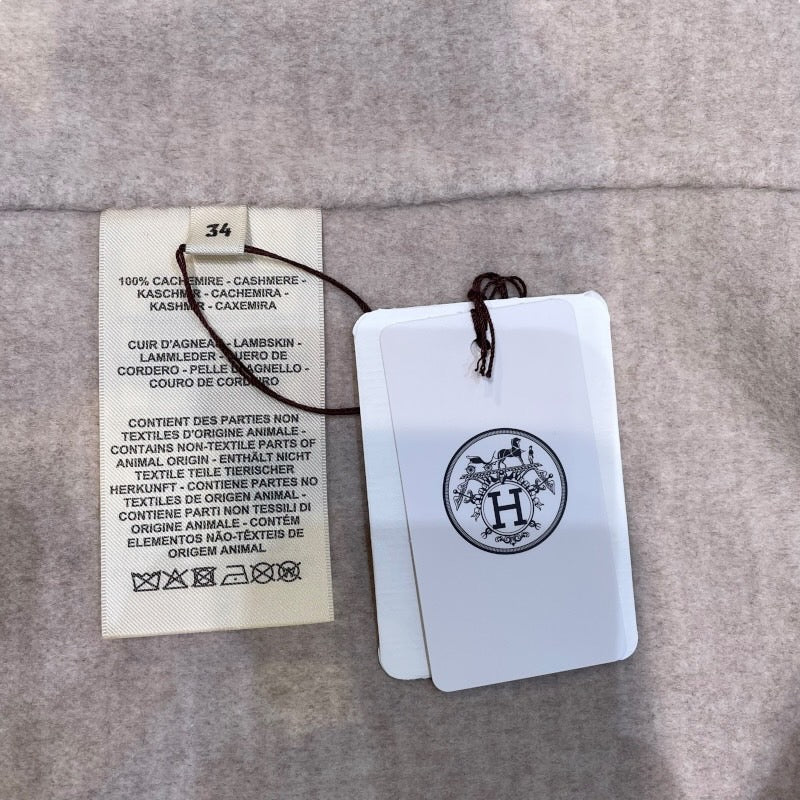 34
100% CACHEMIRE - CASHMERE -
KASCHMIR - CACHEMIRA -
KASHMIR - CAXEMIRA
CUIR D'AGNEAU - LAMBSKIN -
LAMMLEDER - CUERO DE
CORDERO - PELLE D'AGNELLO -
COURO DE CORDEIRO
CONTIENT DES PARTIES NON
TEXTILES D'ORIGINE ANIMALE -
CONTAINS NON-TEXTILE PARTS OF
ANIMAL ORIGIN - ENTHÄLT NICHT
TEXTILE TEILE TIERISCHER
HERKUNFT - CONTIENE PARTES NO
TEXTILES DE ORIGEN ANIMAL -
CONTIENE PARTI NON TESSILI DI
ORIGINE ANIMALE - CONTÉM
ELEMENTOS NÃO-TÊXTEIS DE
ORIGEM ANIMAL
H